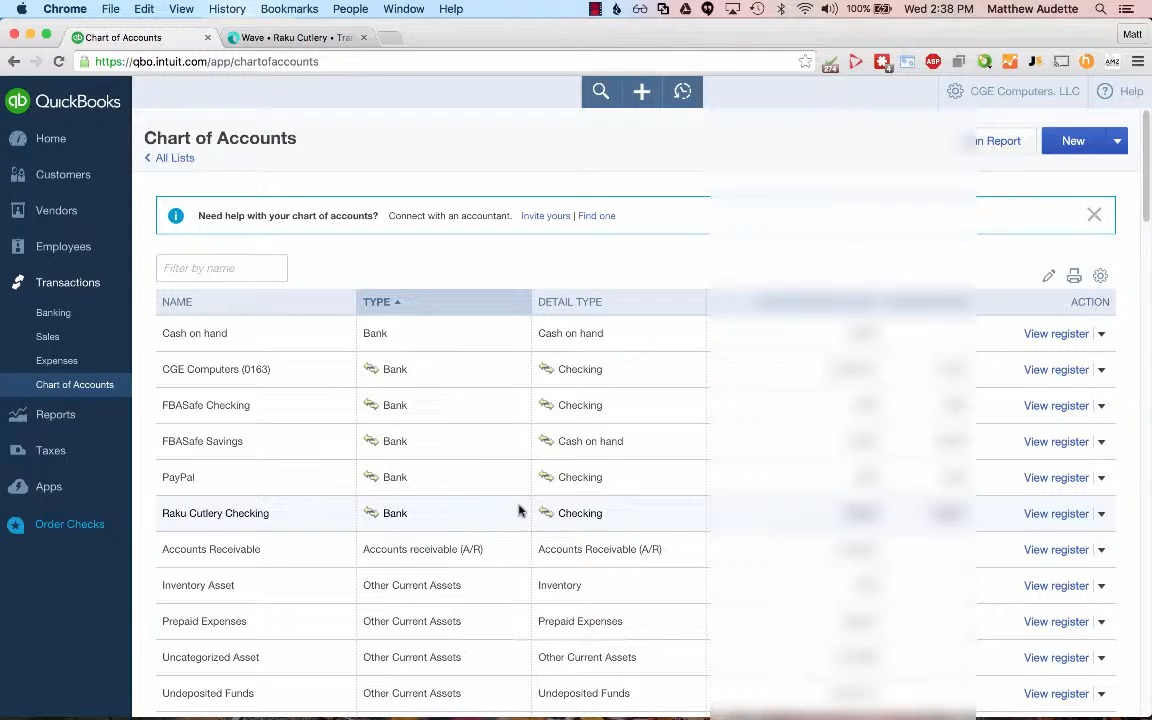 Chrome File Edit View History Bookmarks People Window Help 100% Wed 2:38 PM Matthew Audette
Chart of Accounts × Wave • Raku Cutlery • Tra × Matt
https://qbo.intuit.com/app/chartofaccounts 274 4 ABP JS AMZ
qb QuickBooks CGE Computers, LLC ? Help
Home
Customers
Vendors
Employees
Transactions
Banking
Sales
Expenses
Chart of Accounts
Reports
Taxes
Apps
Order Checks
Chart of Accounts
All Lists
Report New
Need help with your chart of accounts? Connect with an accountant. Invite yours | Find one
Filter by name
NAME TYPE DETAIL TYPE ACTION
Cash on hand Bank Cash on hand View register
CGE Computers (0163) Bank Checking View register
FBASafe Checking Bank Checking View register
FBASafe Savings Bank Cash on hand View register
PayPal Bank Checking View register
Raku Cutlery Checking Bank Checking View register
Accounts Receivable Accounts receivable (A/R) Accounts Receivable (A/R) View register
Inventory Asset Other Current Assets Inventory View register
Prepaid Expenses Other Current Assets Prepaid Expenses View register
Uncategorized Asset Other Current Assets Other Current Assets View register
Undeposited Funds Other Current Assets Undeposited Funds View register